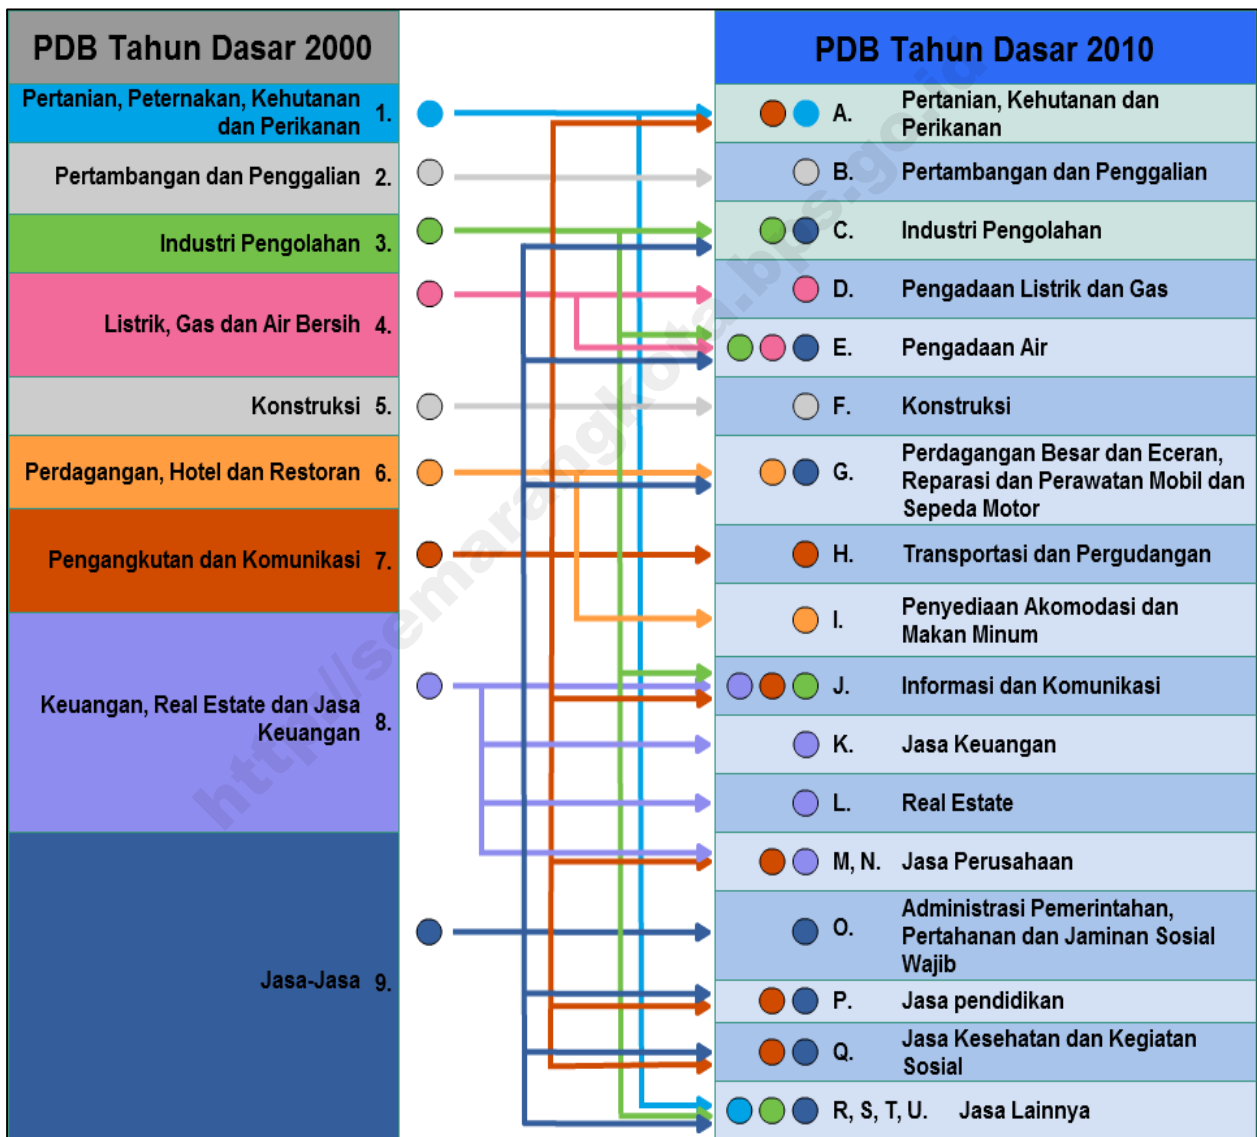 PDB Tahun Dasar 2000
PDB Tahun Dasar 2010
Pertanian, Peternakan, Kehutanan
dan Perikanan 1.
Pertambangan dan Penggalian 2.
Industri Pengolahan 3.
Listrik, Gas dan Air Bersih 4.
Konstruksi 5.
Perdagangan, Hotel dan Restoran 6.
Pengangkutan dan Komunikasi 7.
Keuangan, Real Estate dan Jasa
Keuangan 8.
Jasa-Jasa 9.
A. Pertanian, Kehutanan dan
Perikanan
B. Pertambangan dan Penggalian
C. Industri Pengolahan
D. Pengadaan Listrik dan Gas
E. Pengadaan Air
F. Konstruksi
G. Perdagangan Besar dan Eceran,
Reparasi dan Perawatan Mobil dan
Sepeda Motor
H. Transportasi dan Pergudangan
I. Penyediaan Akomodasi dan
Makan Minum
J. Informasi dan Komunikasi
K. Jasa Keuangan
L. Real Estate
M, N. Jasa Perusahaan
O. Administrasi Pemerintahan,
Pertahanan dan Jaminan Sosial
Wajib
P. Jasa pendidikan
Q. Jasa Kesehatan dan Kegiatan
Sosial
R, S, T, U. Jasa Lainnya
http://semarangkota.bps.go.id